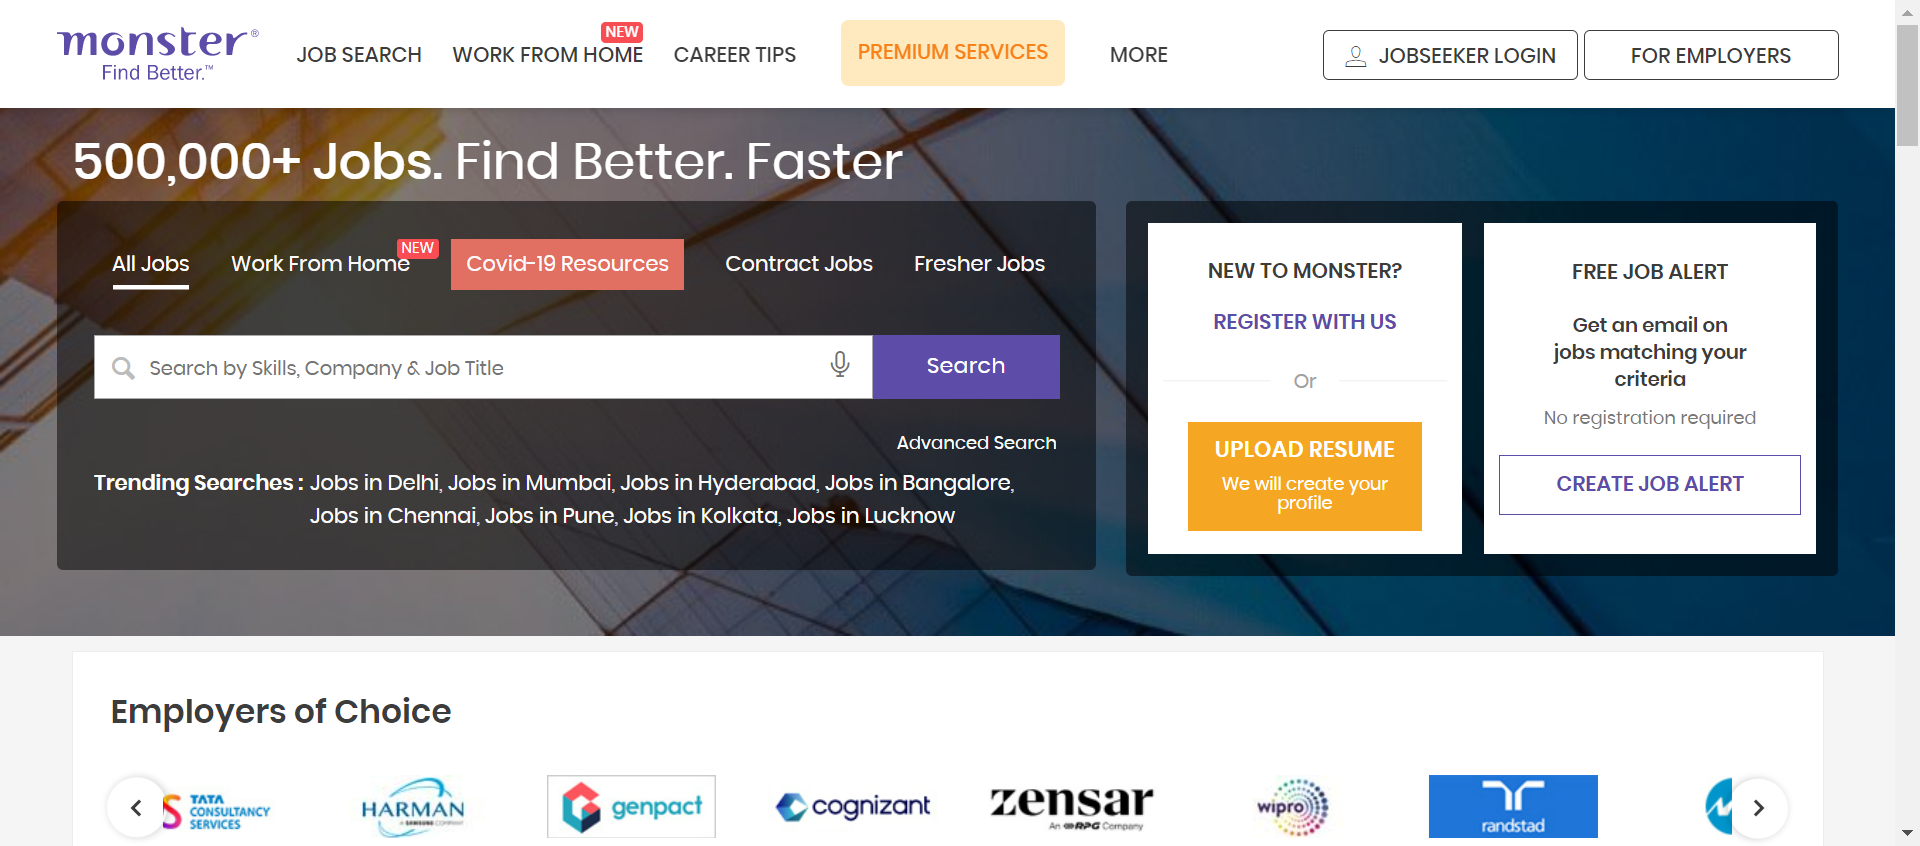 monster®
Find Better.™
JOB SEARCH
WORK FROM HOME
NEW
CAREER TIPS
PREMIUM SERVICES
MORE
JOBSEEKER LOGIN
FOR EMPLOYERS
500,000+ Jobs. Find Better. Faster
All Jobs
Work From Home
NEW
Covid-19 Resources
Contract Jobs
Fresher Jobs
Search by Skills, Company & Job Title
Search
Advanced Search
Trending Searches : Jobs in Delhi, Jobs in Mumbai, Jobs in Hyderabad, Jobs in Bangalore,
Jobs in Chennai, Jobs in Pune, Jobs in Kolkata, Jobs in Lucknow
NEW TO MONSTER?
REGISTER WITH US
Or
UPLOAD RESUME
We will create your
profile
FREE JOB ALERT
Get an email on
jobs matching your
criteria
No registration required
CREATE JOB ALERT
Employers of Choice
TATA
CONSULTANCY
SERVICES
HARMAN
A SAMSUNG COMPANY
genpact
cognizant
zensar
An RPG Company
wipro
randstad